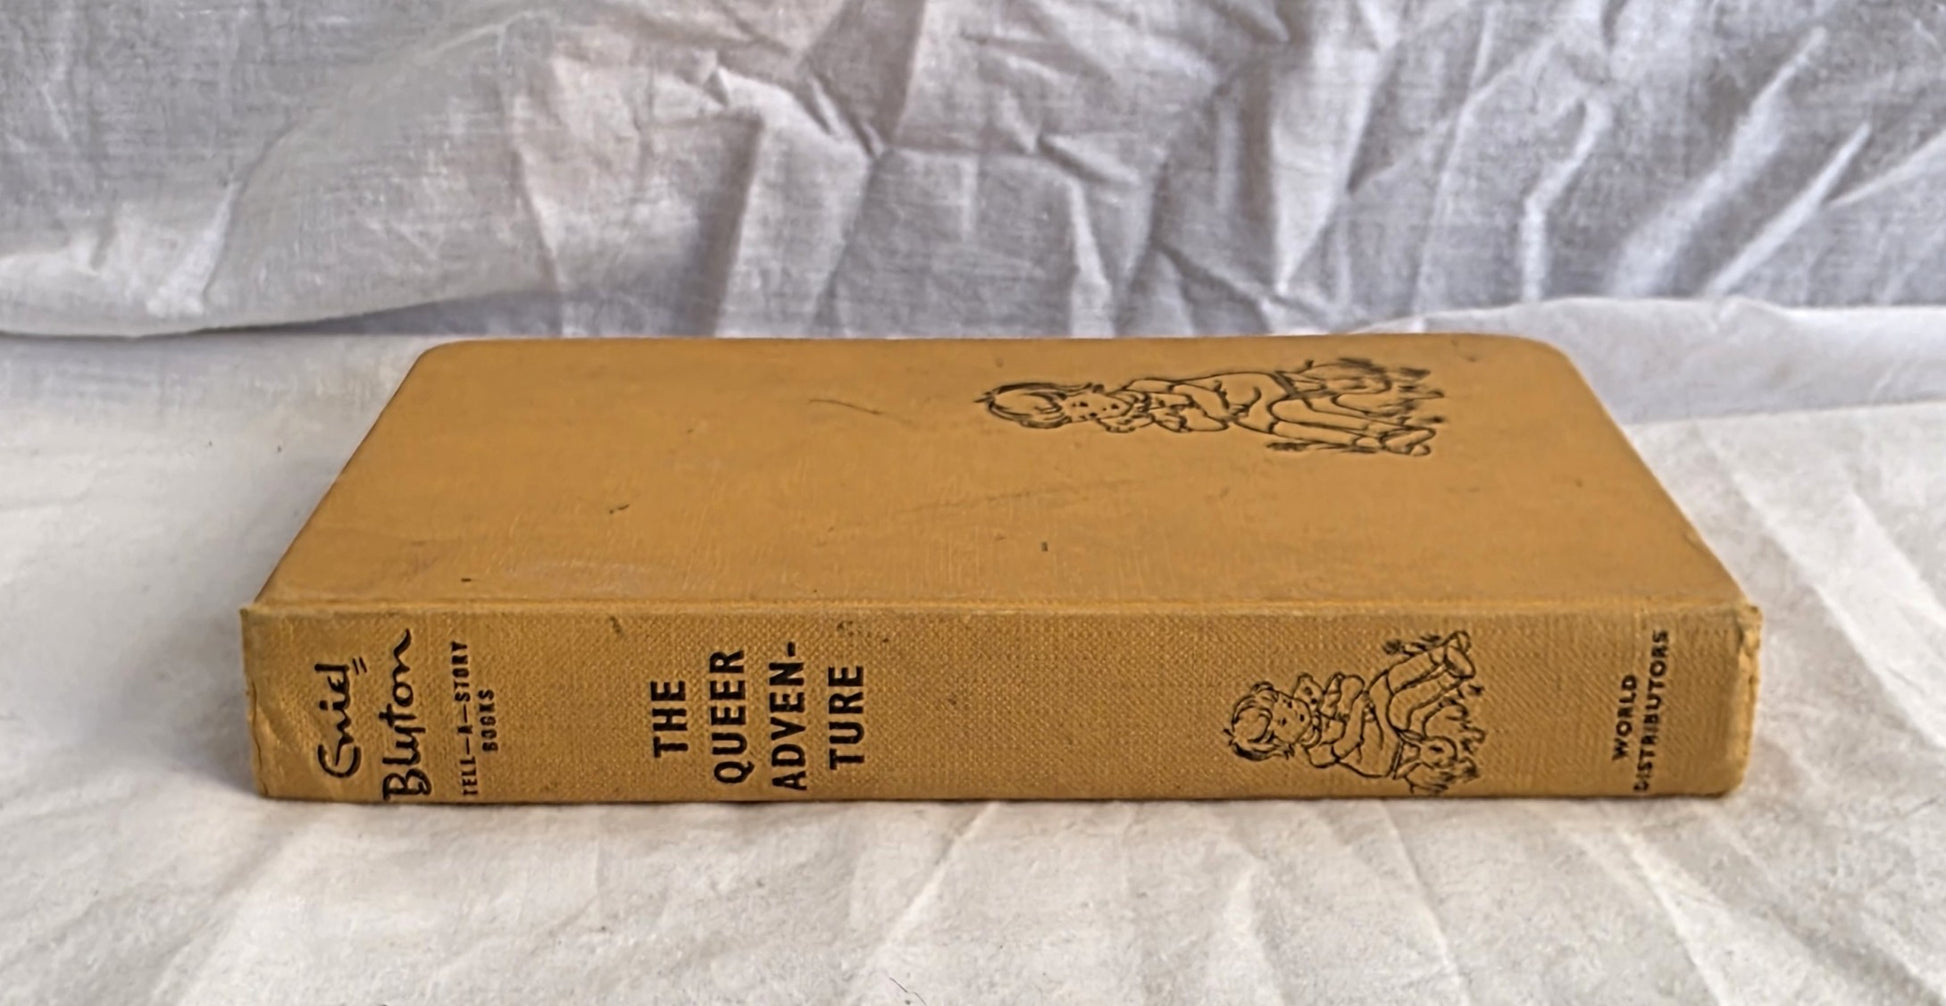 Enid
Blyton
TELL-A-STORY
BOOKS
THE
QUEER
ADVEN-
TURE
WORLD
DISTRIBUTORS